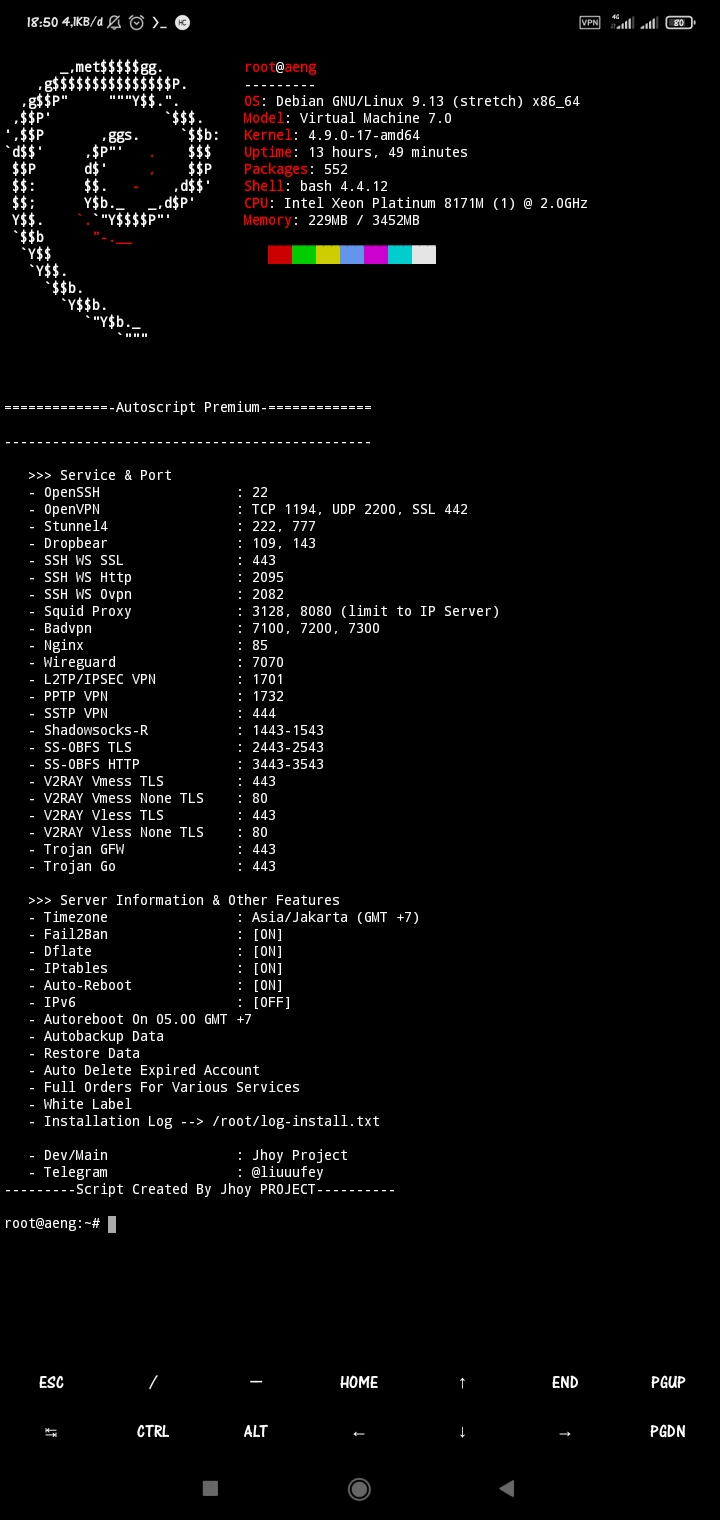 18:50 4,1KB/d HC VPN 4G 80
_,met$$$$$gg.
,g$$$$$$$$$$$$$$$P.
,g$$P"     """Y$$.".
,$$P'              `$$$.
',$$P       ,ggs.     `$$b:
`d$$'     ,$P"'   .    $$$
$$P      d$'     ,    $$P
$$:      $$.   -    ,d$$'
$$;      Y$b._   _,d$P'
Y$$.    `.`"Y$$$$P"'
`$$b      "-.__
`Y$$
`Y$$.
`$$b.
`Y$$b.
`"Y$b._
`"""
root@aeng
---------
OS: Debian GNU/Linux 9.13 (stretch) x86_64
Model: Virtual Machine 7.0
Kernel: 4.9.0-17-amd64
Uptime: 13 hours, 49 minutes
Packages: 552
Shell: bash 4.4.12
CPU: Intel Xeon Platinum 8171M (1) @ 2.0GHz
Memory: 229MB / 3452MB
=============-Autoscript Premium-=============
----------------------------------------------
>>> Service & Port
- OpenSSH : 22
- OpenVPN : TCP 1194, UDP 2200, SSL 442
- Stunnel4 : 222, 777
- Dropbear : 109, 143
- SSH WS SSL : 443
- SSH WS Http : 2095
- SSH WS Ovpn : 2082
- Squid Proxy : 3128, 8080 (limit to IP Server)
- Badvpn : 7100, 7200, 7300
- Nginx : 85
- Wireguard : 7070
- L2TP/IPSEC VPN : 1701
- PPTP VPN : 1732
- SSTP VPN : 444
- Shadowsocks-R : 1443-1543
- SS-OBFS TLS : 2443-2543
- SS-OBFS HTTP : 3443-3543
- V2RAY Vmess TLS : 443
- V2RAY Vmess None TLS : 80
- V2RAY Vless TLS : 443
- V2RAY Vless None TLS : 80
- Trojan GFW : 443
- Trojan Go : 443
>>> Server Information & Other Features
- Timezone : Asia/Jakarta (GMT +7)
- Fail2Ban : [ON]
- Dflate : [ON]
- IPtables : [ON]
- Auto-Reboot : [ON]
- IPv6 : [OFF]
- Autoreboot On 05.00 GMT +7
- Autobackup Data
- Restore Data
- Auto Delete Expired Account
- Full Orders For Various Services
- White Label
- Installation Log --> /root/log-install.txt
- Dev/Main : Jhoy Project
- Telegram : @liuuufey
---------Script Created By Jhoy PROJECT----------
root@aeng:~#
ESC / — HOME ↑ END PGUP
↹ CTRL ALT ← ↓ → PGDN